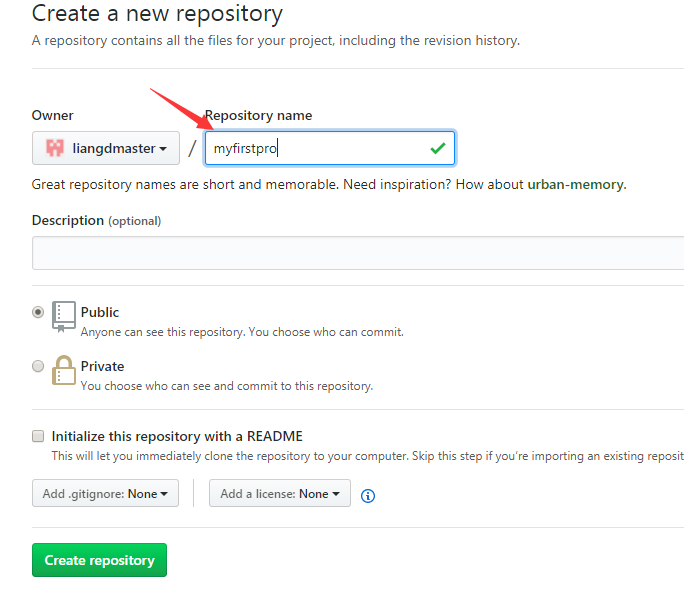 Create a new repository
A repository contains all the files for your project, including the revision history.
Owner
Repository name
liangdmaster
/
myfirstpro
Great repository names are short and memorable. Need inspiration? How about urban-memory.
Description (optional)
Public
Anyone can see this repository. You choose who can commit.
Private
You choose who can see and commit to this repository.
Initialize this repository with a README
This will let you immediately clone the repository to your computer. Skip this step if you're importing an existing reposit
Add .gitignore: None
Add a license: None
Create repository